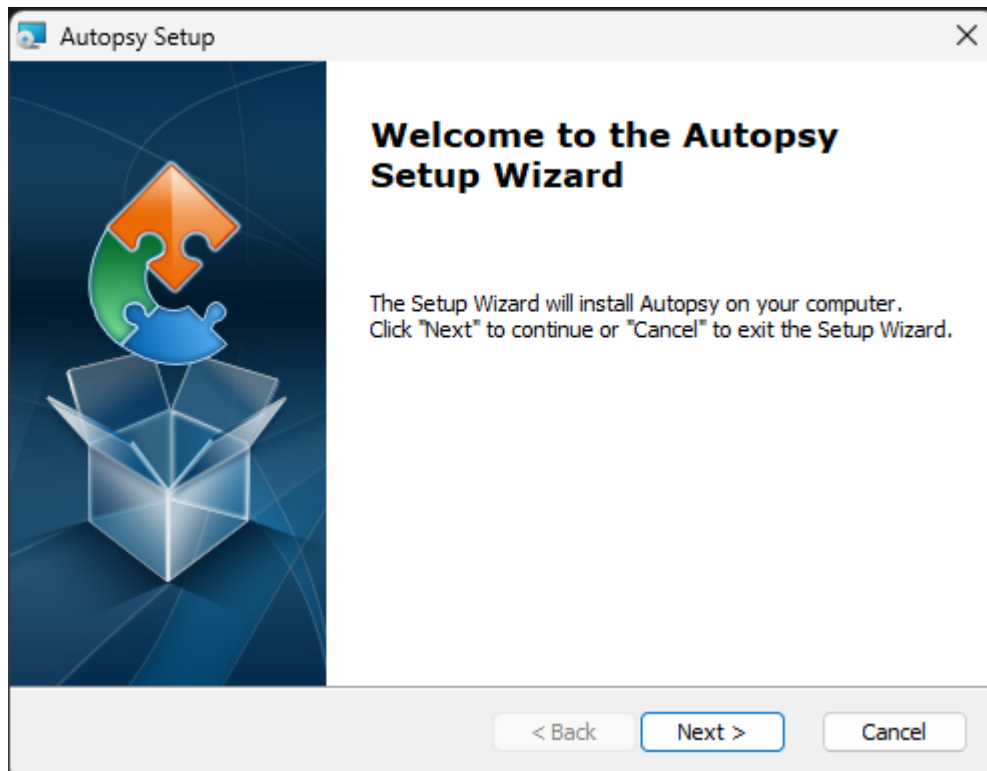 Autopsy Setup
Welcome to the Autopsy
Setup Wizard
The Setup Wizard will install Autopsy on your computer.
Click "Next" to continue or "Cancel" to exit the Setup Wizard.
< Back
Next >
Cancel